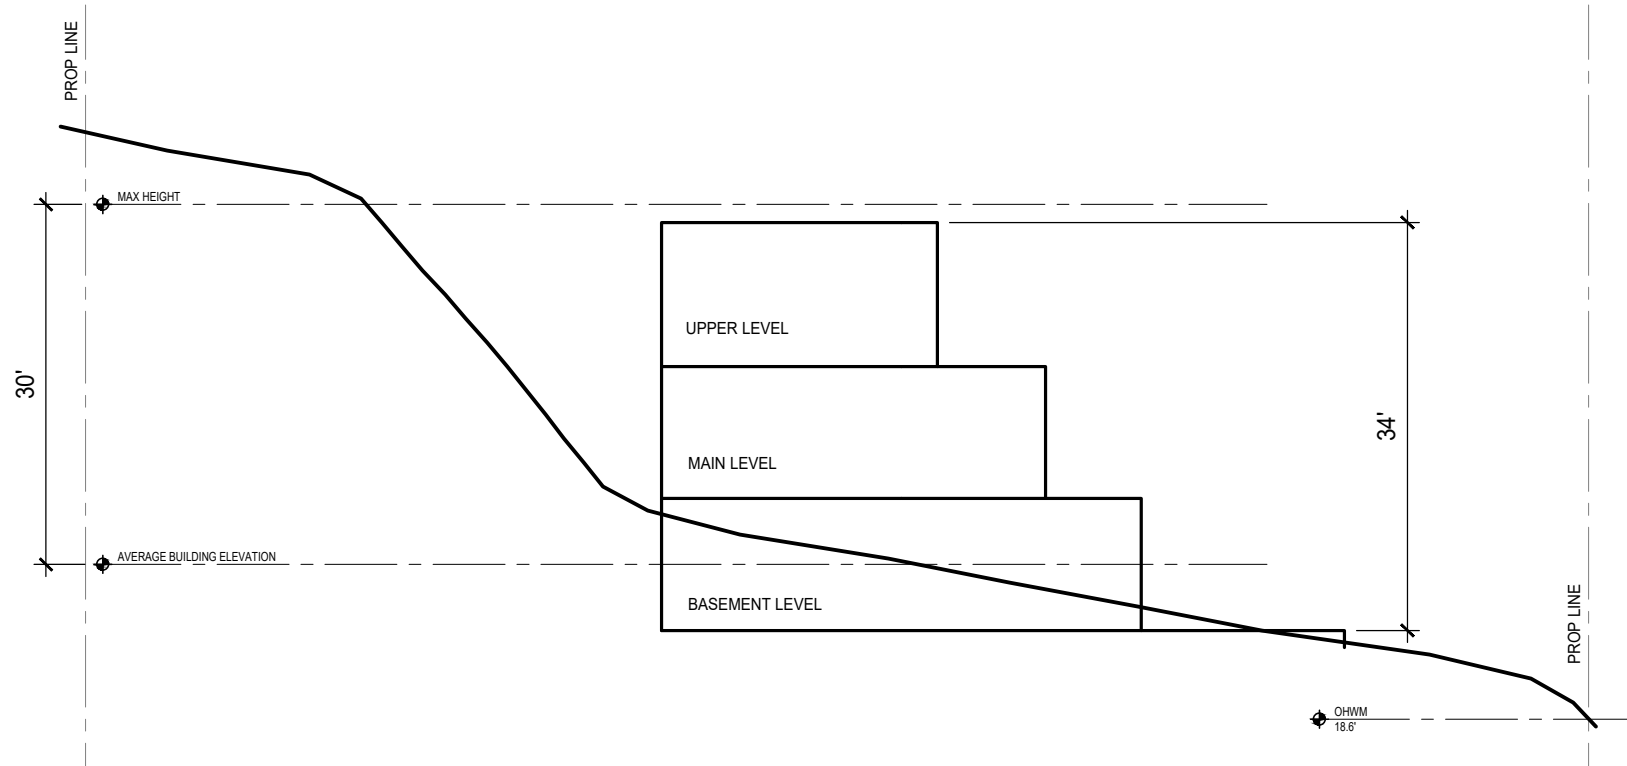 PROP LINE
MAX HEIGHT
30'
UPPER LEVEL
34'
MAIN LEVEL
AVERAGE BUILDING ELEVATION
BASEMENT LEVEL
PROP LINE
OHWM
18.6'